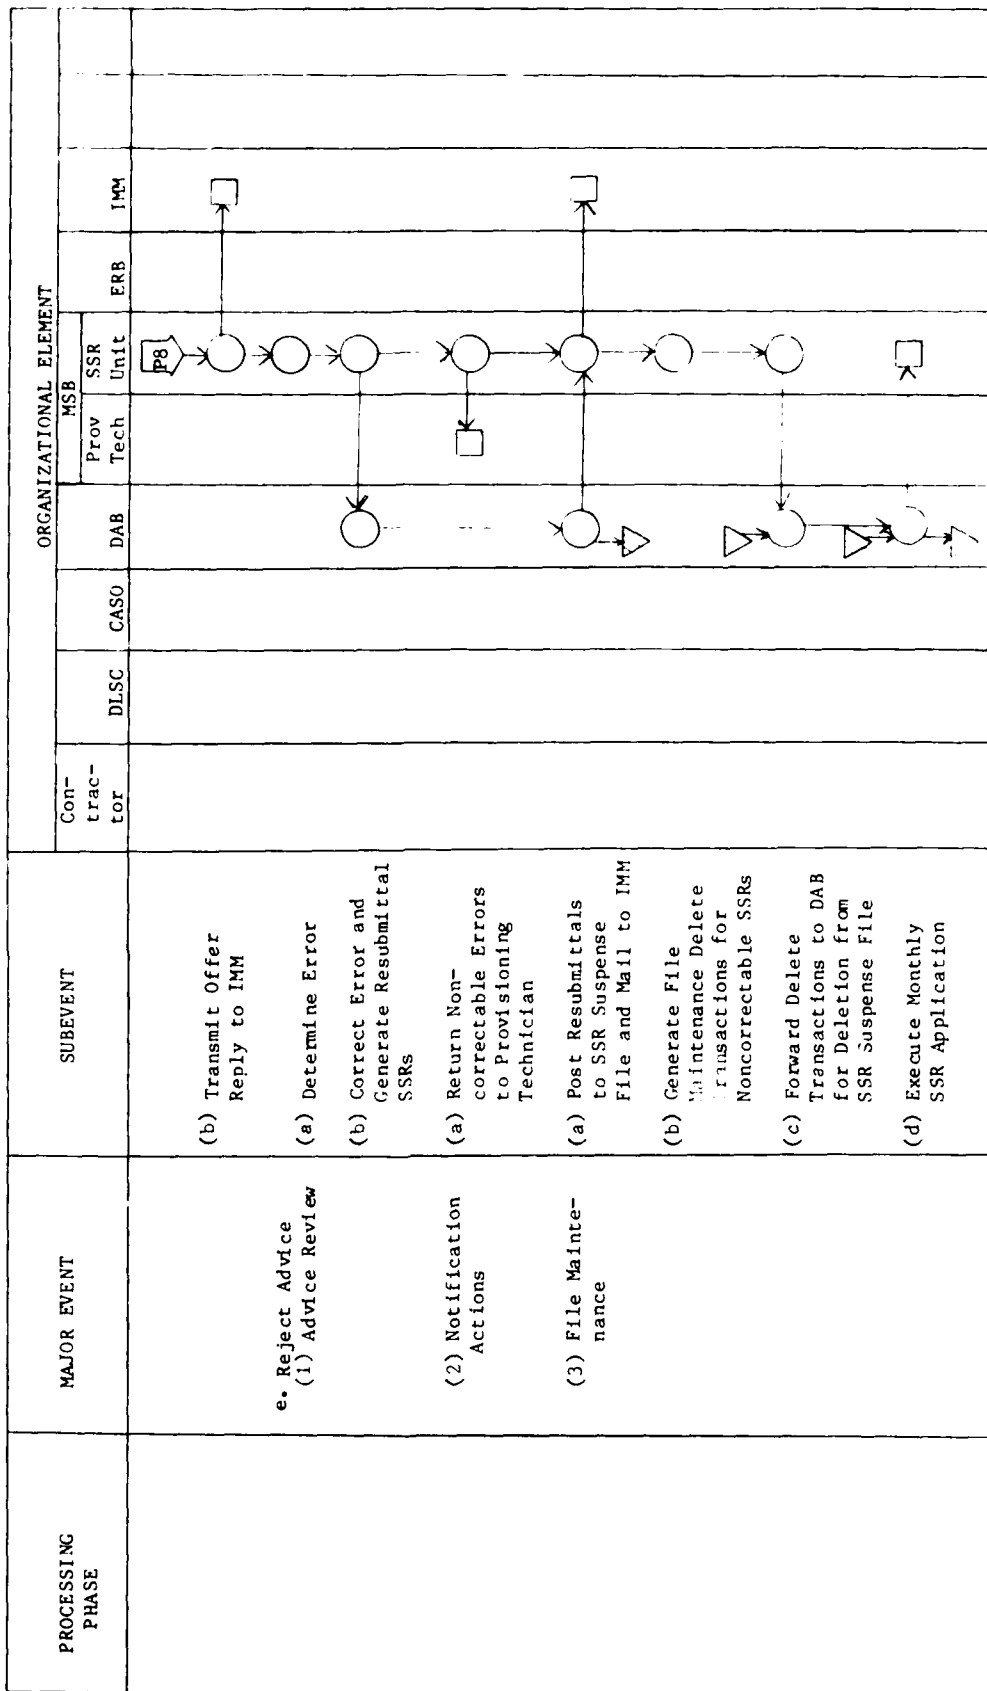 ORGANIZATIONAL ELEMENT
PROCESSING
PHASE
MAJOR EVENT
SUBEVENT
Con-
trac-
tor
DLSC
CASO
DAB
MSB
Prov
Tech
SSR
Unit
ERB
IMM
P8
(b) Transmit Offer
Reply to IMM
e. Reject Advice
(1) Advice Review
(a) Determine Error
(b) Correct Error and
Generate Resubmittal
SSRs
(2) Notification
Actions
(a) Return Non-
correctable Errors
to Provisioning
Technician
(3) File Mainte-
nance
(a) Post Resubmittals
to SSR Suspense
File and Mail to IMM
(b) Generate File
Maintenance Delete
Transactions for
Noncorrectable SSRs
(c) Forward Delete
Transactions to DAB
for Deletion from
SSR Suspense File
(d) Execute Monthly
SSR Application